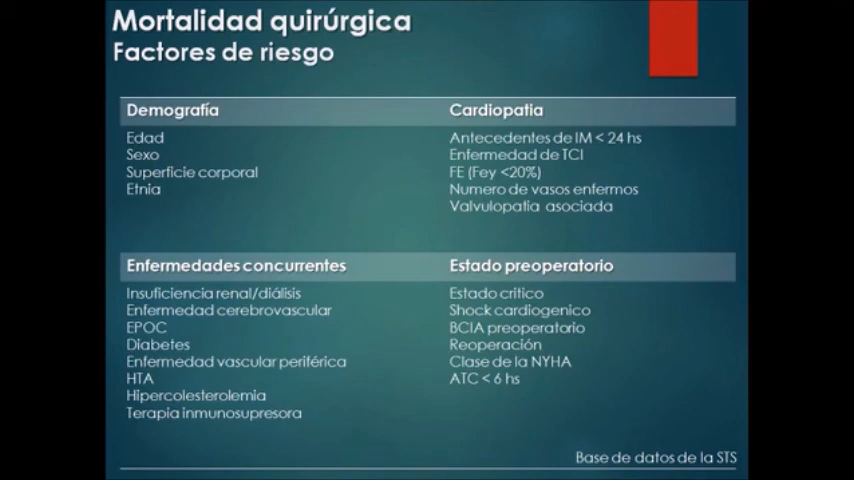 Mortalidad quirúrgica
Factores de riesgo
Demografía
Edad
Sexo
Superficie corporal
Etnia
Cardiopatia
Antecedentes de IM < 24 hs
Enfermedad de TCI
FE (Fey <20%)
Numero de vasos enfermos
Valvulopatia asociada
Enfermedades concurrentes
Insuficiencia renal/diálisis
Enfermedad cerebrovascular
EPOC
Diabetes
Enfermedad vascular periférica
HTA
Hipercolesterolemia
Terapia inmunosupresora
Estado preoperatorio
Estado critico
Shock cardiogenico
BCIA preoperatorio
Reoperación
Clase de la NYHA
ATC < 6 hs
Base de datos de la STS